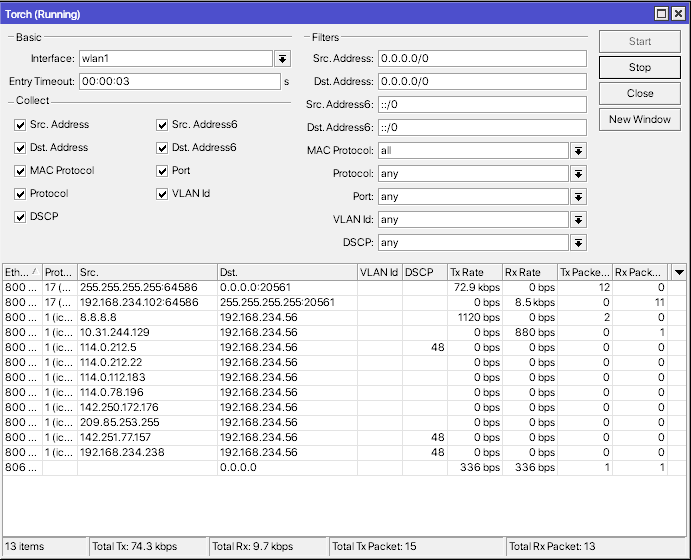 Torch (Running)
Basic
Interface: wlan1
Entry Timeout: 00:00:03 s
Collect
Src. Address Src. Address6
Dst. Address Dst. Address6
MAC Protocol Port
Protocol VLAN Id
DSCP
Filters
Src. Address: 0.0.0.0/0
Dst. Address: 0.0.0.0/0
Src. Address6: ::/0
Dst. Address6: ::/0
MAC Protocol: all
Protocol: any
Port: any
VLAN Id: any
DSCP: any
Start
Stop
Close
New Window
Eth... Prot... Src. Dst. VLAN Id DSCP Tx Rate Rx Rate Tx Packe... Rx Pack...
800 ... 17 (... 255.255.255.255:64586 0.0.0.0:20561 72.9 kbps 0 bps 12 0
800 ... 17 (... 192.168.234.102:64586 255.255.255.255:20561 0 bps 8.5 kbps 0 11
800 ... 1 (ic... 8.8.8.8 192.168.234.56 1120 bps 0 bps 2 0
800 ... 1 (ic... 10.31.244.129 192.168.234.56 0 bps 880 bps 0 1
800 ... 1 (ic... 114.0.212.5 192.168.234.56 48 0 bps 0 bps 0 0
800 ... 1 (ic... 114.0.212.22 192.168.234.56 0 bps 0 bps 0 0
800 ... 1 (ic... 114.0.112.183 192.168.234.56 0 bps 0 bps 0 0
800 ... 1 (ic... 114.0.78.196 192.168.234.56 0 bps 0 bps 0 0
800 ... 1 (ic... 142.250.172.176 192.168.234.56 0 bps 0 bps 0 0
800 ... 1 (ic... 209.85.253.255 192.168.234.56 0 bps 0 bps 0 0
800 ... 1 (ic... 142.251.77.157 192.168.234.56 48 0 bps 0 bps 0 0
800 ... 1 (ic... 192.168.234.238 192.168.234.56 48 0 bps 0 bps 0 0
806 ... 0.0.0.0 336 bps 336 bps 1 1
13 items Total Tx: 74.3 kbps Total Rx: 9.7 kbps Total Tx Packet: 15 Total Rx Packet: 13